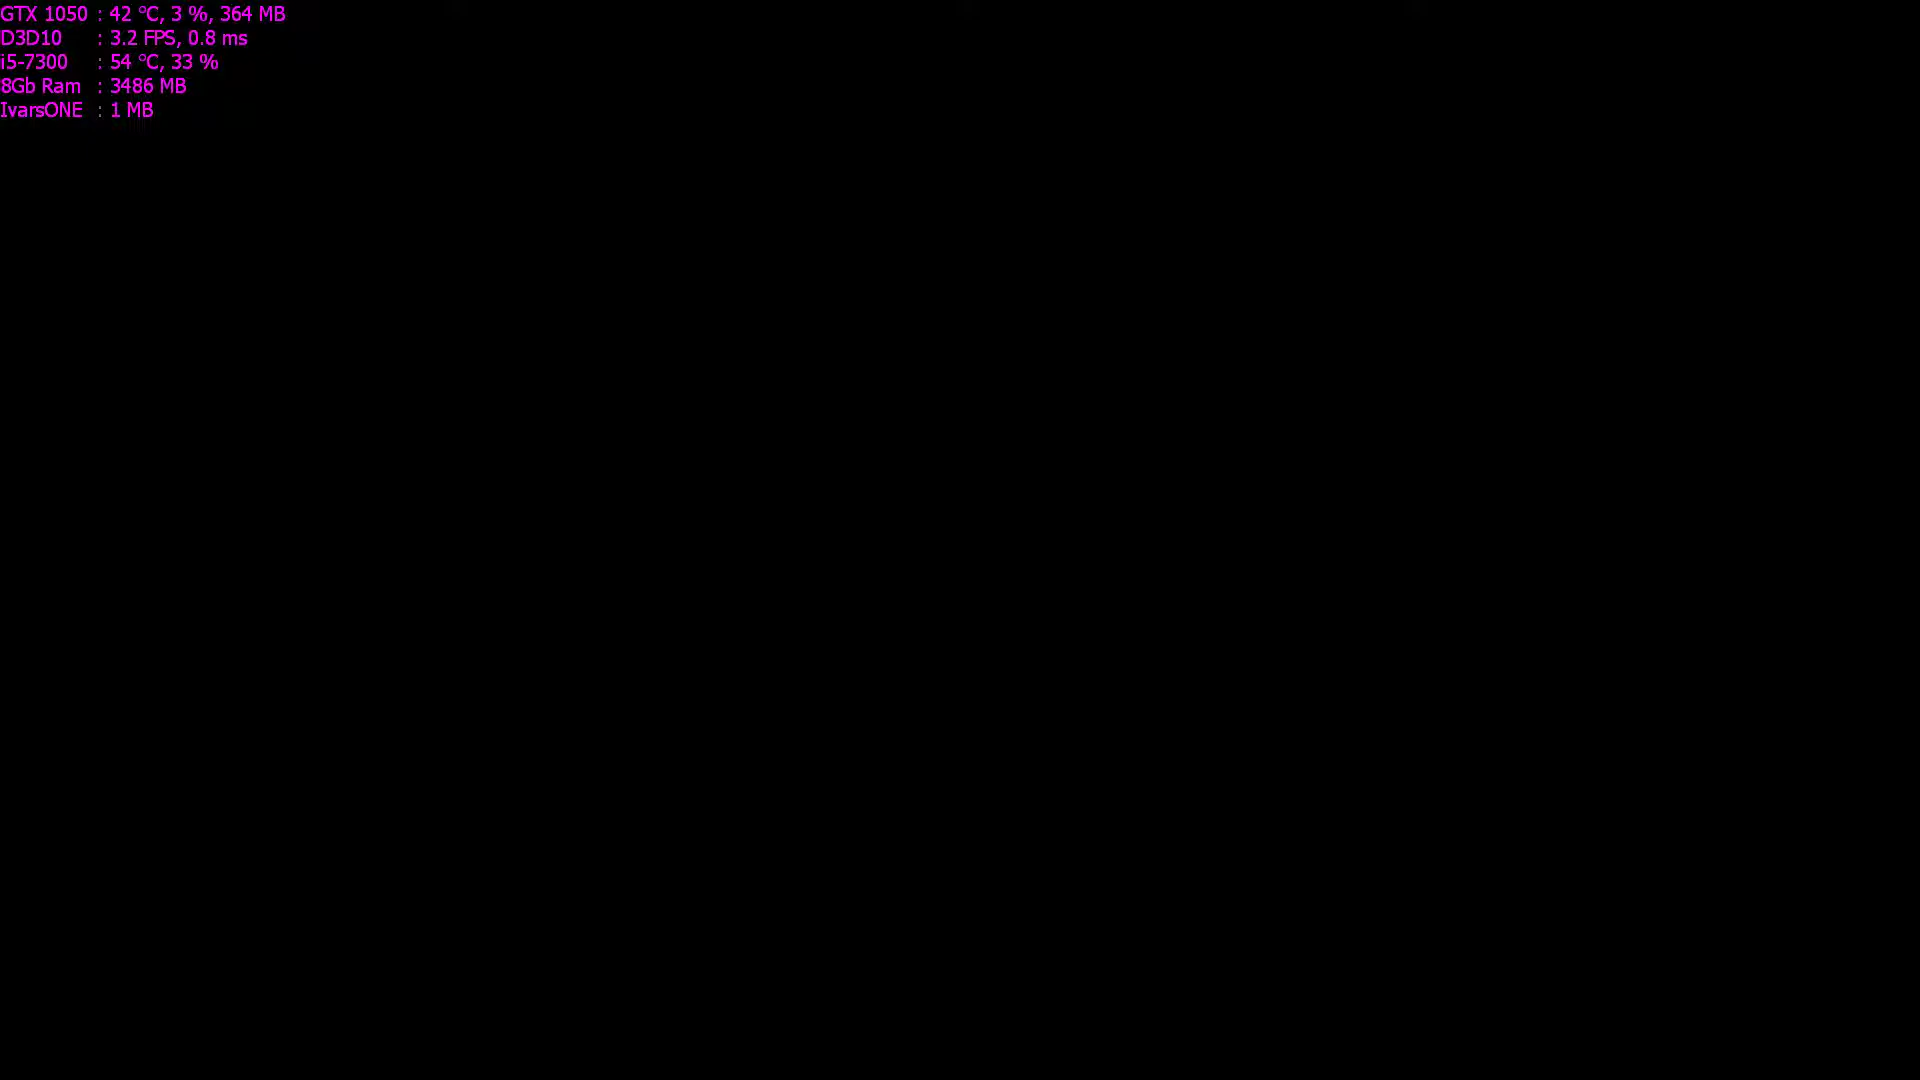 GTX 1050 : 42 °C, 3 %, 364 MB
D3D10 : 3.2 FPS, 0.8 ms
i5-7300 : 54 °C, 33 %
8Gb Ram : 3486 MB
IvarsONE : 1 MB